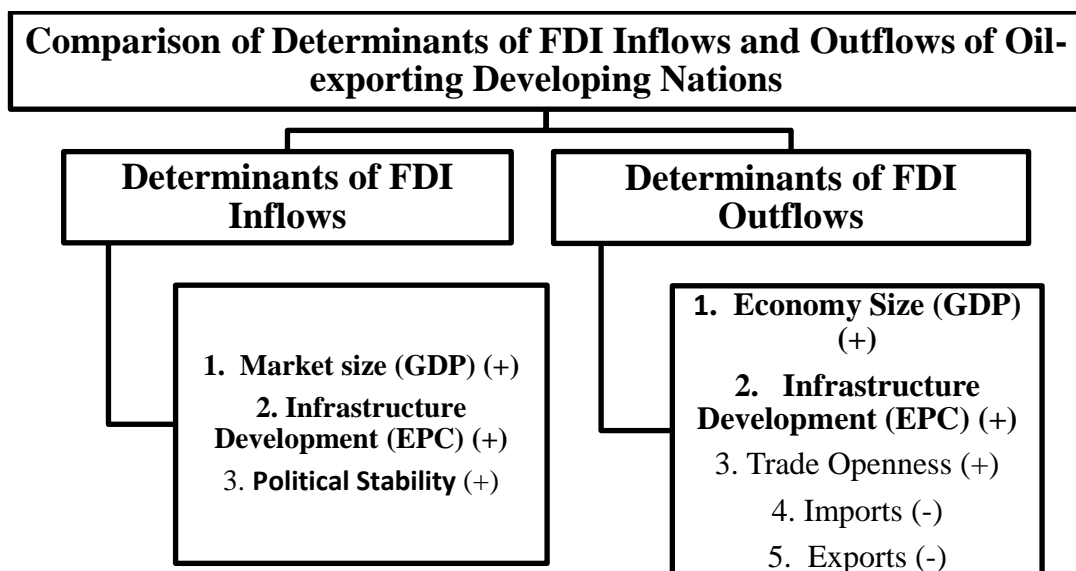 Comparison of Determinants of FDI Inflows and Outflows of Oil-
exporting Developing Nations
Determinants of FDI
Inflows
Determinants of FDI
Outflows
1. Market size (GDP) (+)
2. Infrastructure
Development (EPC) (+)
3. Political Stability (+)
1. Economy Size (GDP)
(+)
2. Infrastructure
Development (EPC) (+)
3. Trade Openness (+)
4. Imports (-)
5. Exports (-)